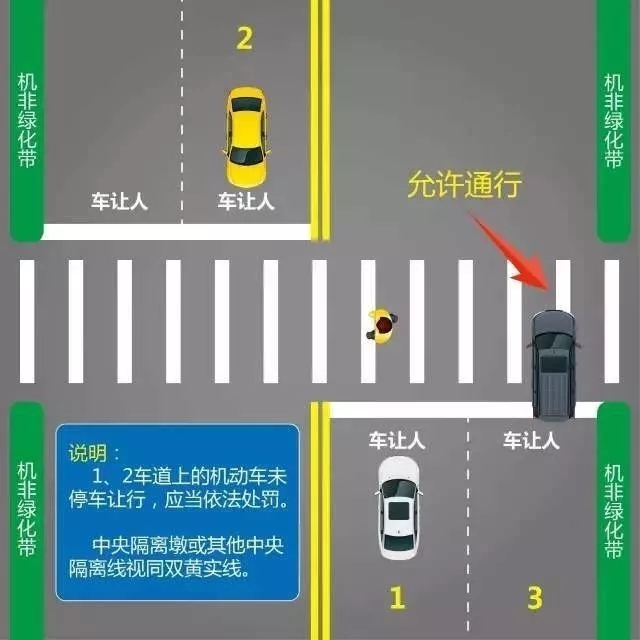 2
机非绿化带
机非绿化带
车让人
车让人
允许通行
车让人
车让人
机非绿化带
机非绿化带
说明：
1、2车道上的机动车未
停车让行，应当依法处罚。
中央隔离墩或其他中央
隔离线视同双黄实线。
1
3